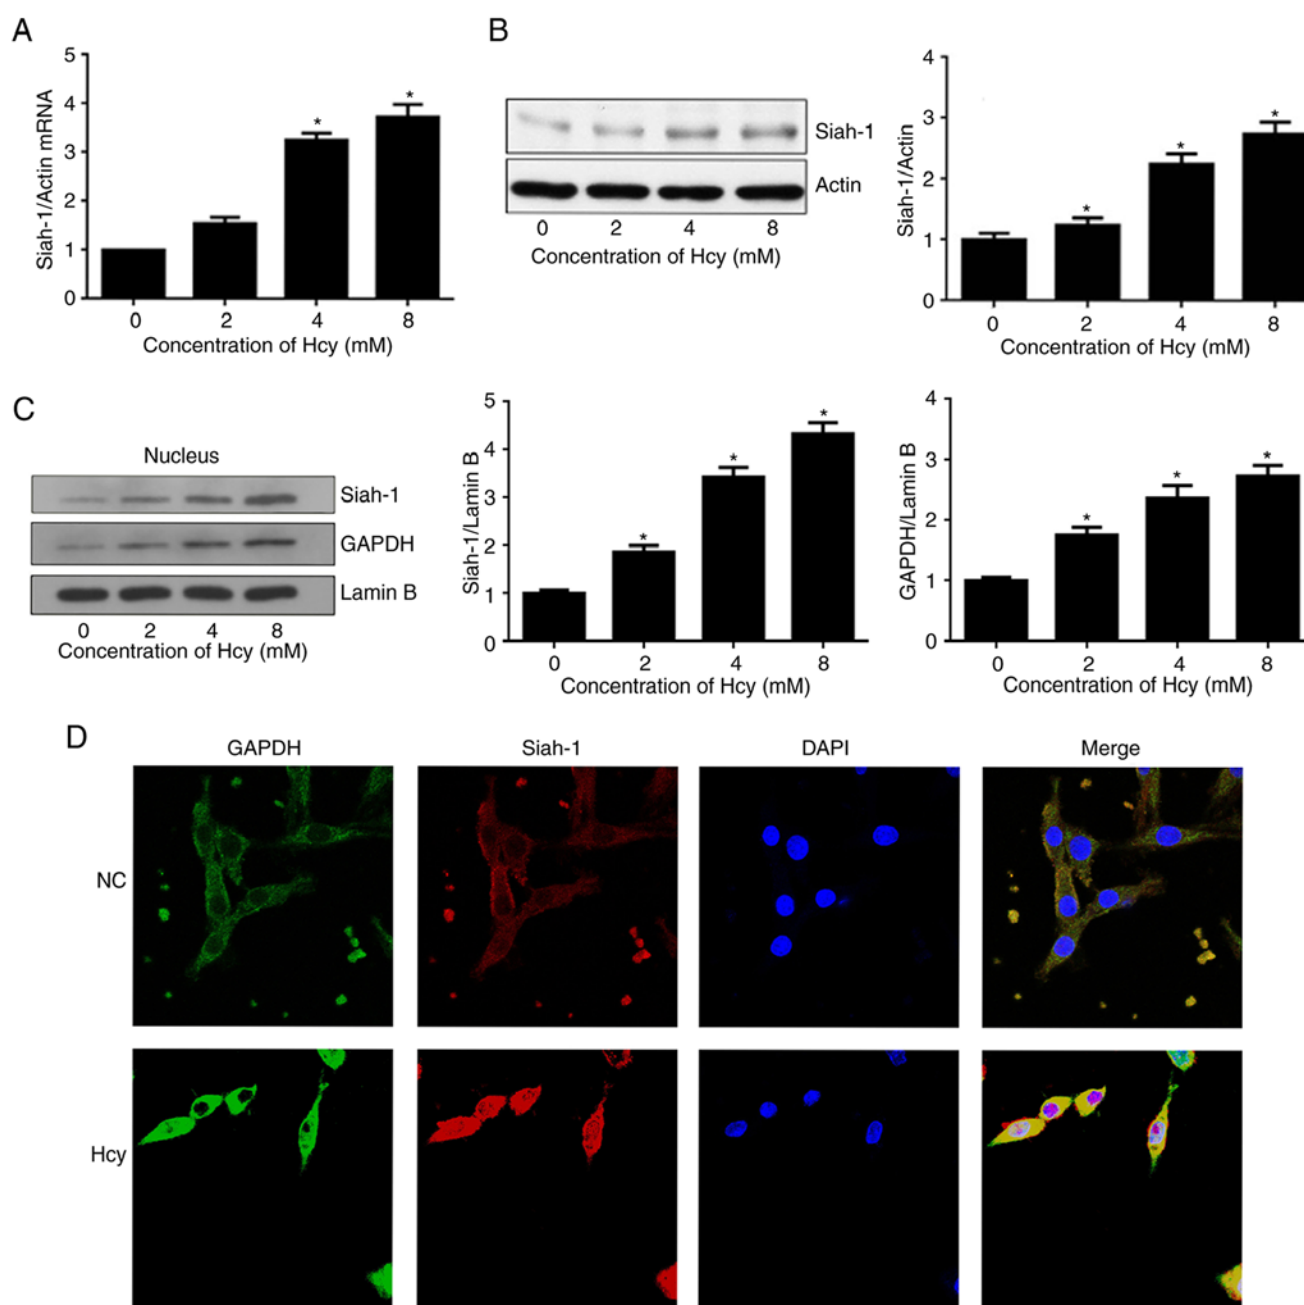 A
5
4
3
2
1
0
Siah-1/Actin mRNA
*
*
0 2 4 8
Concentration of Hcy (mM)
B
Siah-1
Actin
0 2 4 8
Concentration of Hcy (mM)
4
3
2
1
0
Siah-1/Actin
*
*
*
0 2 4 8
Concentration of Hcy (mM)
C
Nucleus
Siah-1
GAPDH
Lamin B
0 2 4 8
Concentration of Hcy (mM)
5
4
3
2
1
0
Siah-1/Lamin B
*
*
*
0 2 4 8
Concentration of Hcy (mM)
4
3
2
1
0
GAPDH/Lamin B
*
*
*
0 2 4 8
Concentration of Hcy (mM)
D
GAPDH Siah-1 DAPI Merge
NC
Hcy